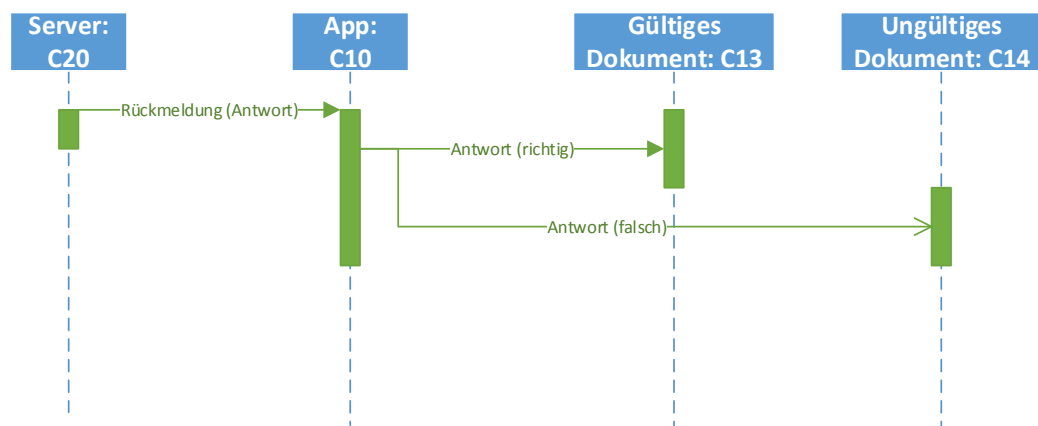 Server:
C20
App:
C10
Gültiges
Dokument: C13
Ungültiges
Dokument: C14
Rückmeldung (Antwort)
Antwort (richtig)
Antwort (falsch)